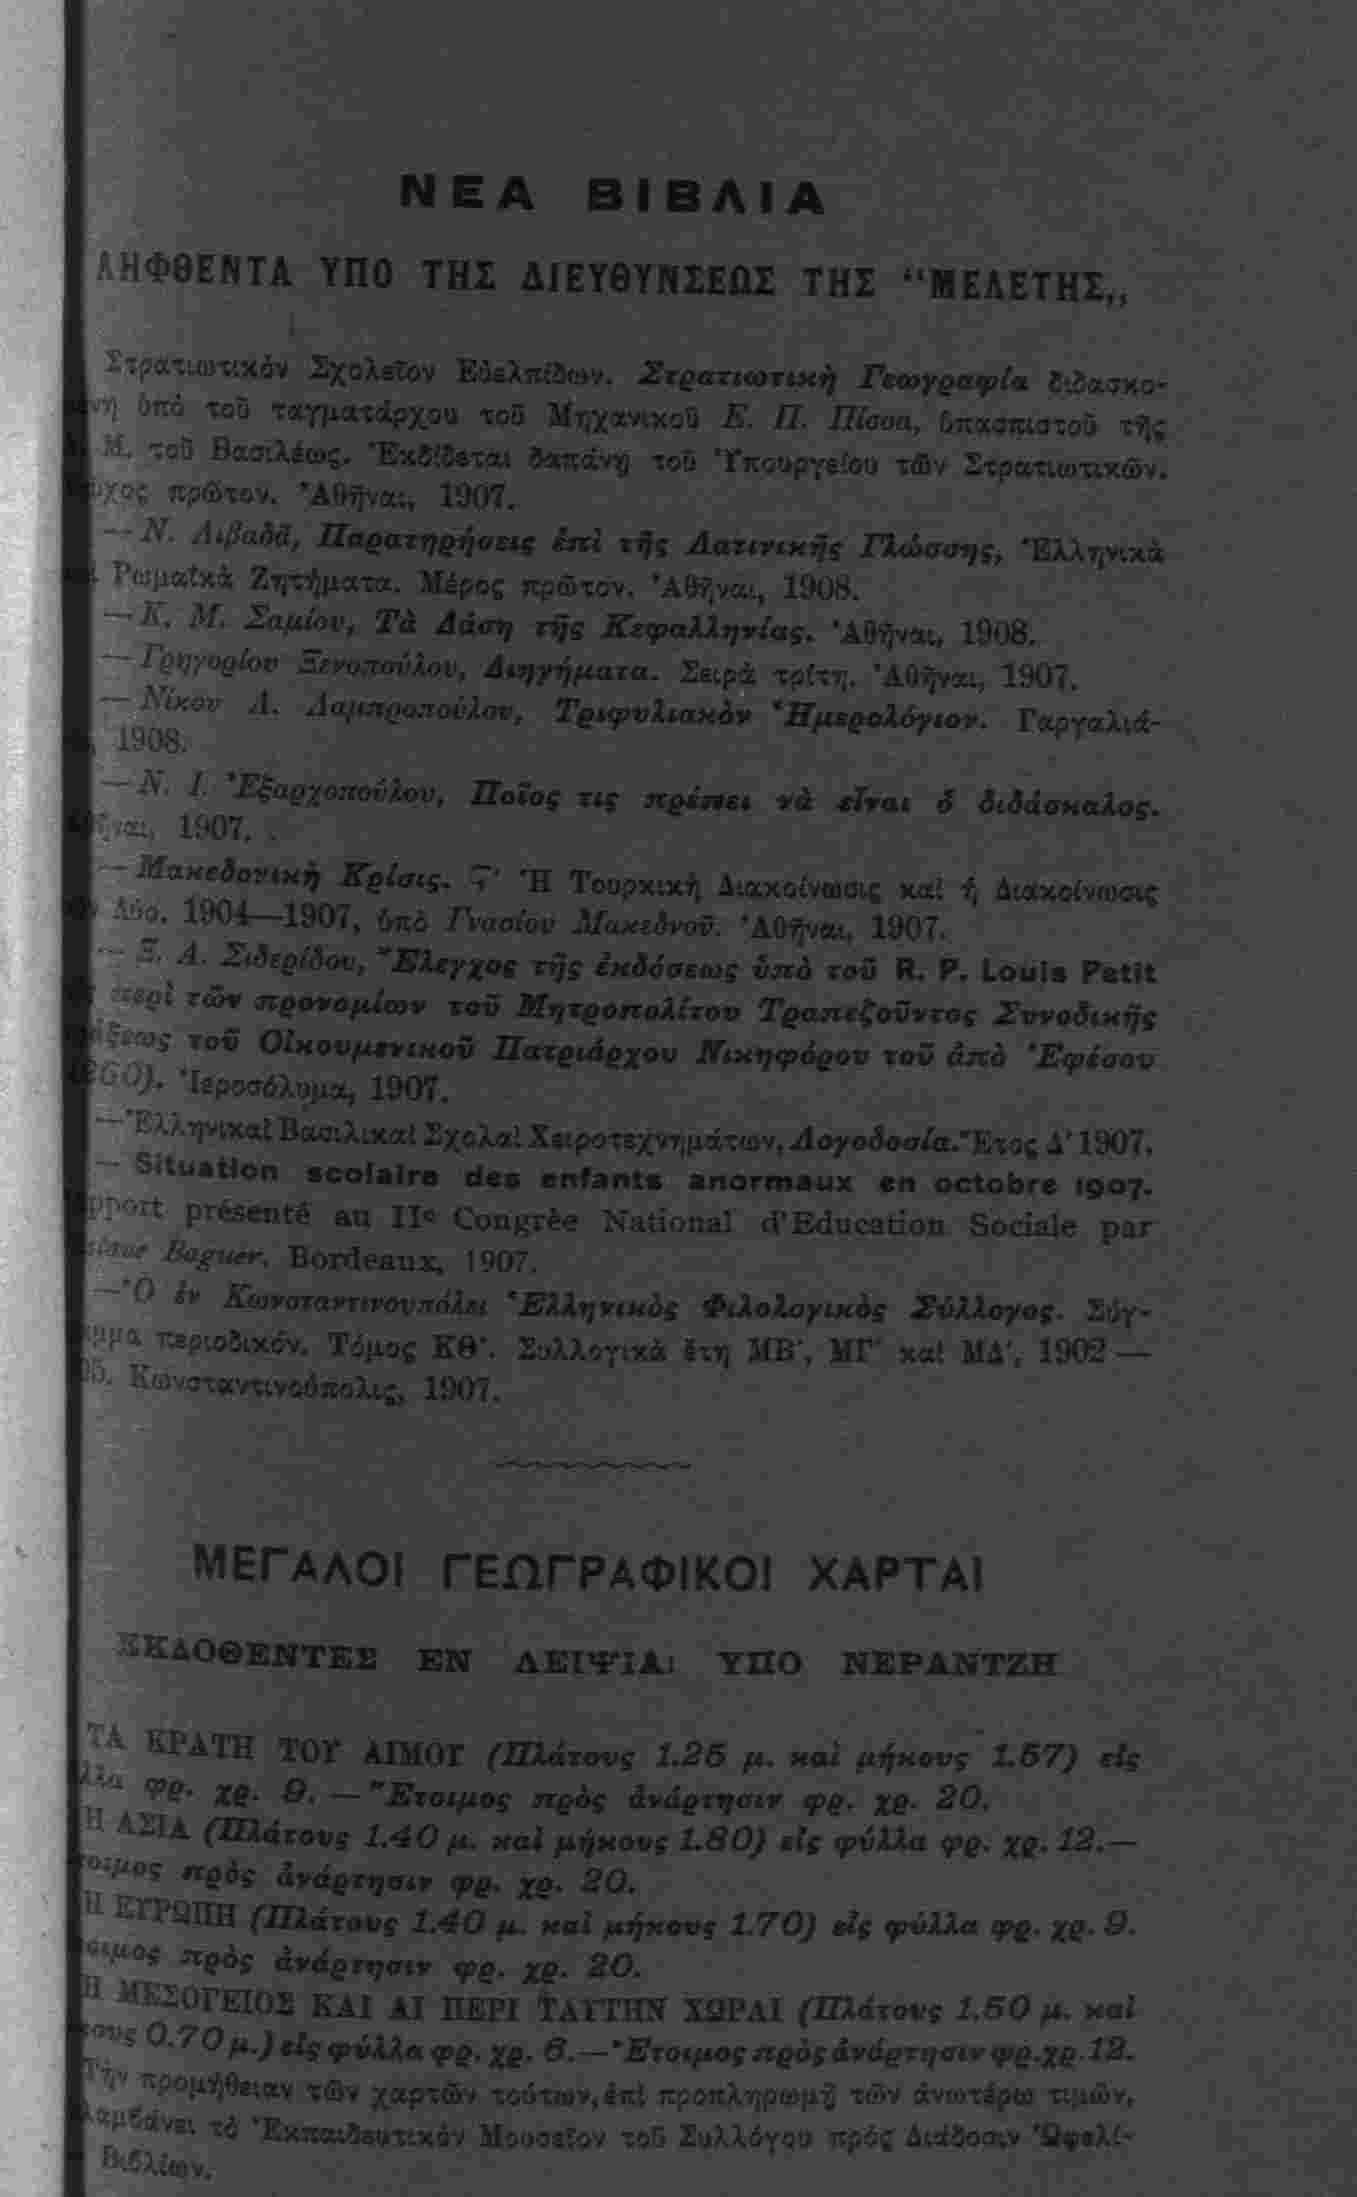 ΝΕΑ ΒΙΒΛΙΑ
ΛΗΦΘΕΝΤΑ ΥΠΟ ΤΗΣ ΔΙΕΥΘΥΝΣΕΩΣ ΤΗΣ “ΜΕΛΕΤΗΣ„
Στρατιωτικὸν Σχολεῖον Εὐελπίδων. Στρατιωτικὴ Γεωγραφία διδασκο-
ὑπὸ τοῦ ταγματάρχου τοῦ Μηχανικοῦ Ε. Π. Πίσσα, ὑπασπιστοῦ τῆς
Μ. τοῦ Βασιλέως. Ἐκδίδεται δαπάνῃ τοῦ Ὑπουργείου τῶν Στρατιωτικῶν.
πρῶτον. Ἀθῆναι, 1907.
— Ν. Λιβαδᾶ, Παρατηρήσεις ἐπὶ τῆς Λατινικῆς Γλώσσης, Ἑλληνικὰ
Ρωμαϊκὰ Ζητήματα. Μέρος πρῶτον. Ἀθῆναι, 1908.
— Κ. Μ. Σαμίου, Τὰ Δάση τῆς Κεφαλληνίας. Ἀθῆναι, 1908.
— Γρηγορίου Ξενοπούλου, Διηγήματα. Σειρὰ τρίτη. Ἀθῆναι, 1907.
— Νίκου Λ. Λαμπροπούλου, Τριφυλιακὸν Ἡμερολόγιον. Γαργαλιά-
1908.
— Ν. Ι. Ἐξαρχοπούλου, Ποῖος τις πρέπει νὰ εἶναι ὁ διδάσκαλος.
1907.
— Μακεδονικὴ Κρίσις. Ϛʹ Ἡ Τουρκικὴ Διακοίνωσις καὶ ἡ Διακοίνωσις
Δύο. 1904—1907, ὑπὸ Γνασίου Μακεδνοῦ. Ἀθῆναι, 1907.
— Ξ. Α. Σιδερίδου, Ἔλεγχος τῆς ἐκδόσεως ὑπὸ τοῦ R. P. Louis Petit
περὶ τῶν προνομίων τοῦ Μητροπολίτου Τραπεζοῦντος Συνοδικῆς
τοῦ Οἰκουμενικοῦ Πατριάρχου Νικηφόρου τοῦ ἀπὸ Ἐφέσου
Ἱεροσόλυμα, 1907.
— Ἑλληνικαὶ Βασιλικαὶ Σχολαὶ Χειροτεχνημάτων, Λογοδοσία. Ἔτος Δ' 1907.
— Situation scolaire des enfants anormaux en octobre 1907.
présenté au IIe Congrèe National d'Education Sociale par
Baguer. Bordeaux, 1907.
— Ὁ ἐν Κωνσταντινουπόλει Ἑλληνικὸς Φιλολογικὸς Σύλλογος. Σύγ-
περιοδικόν. Τόμος ΚΘ'. Συλλογικὰ ἔτη ΜΒ', ΜΓ' καὶ ΜΔ', 1902 —
Κωνσταντινούπολις, 1907.
ΜΕΓΑΛΟΙ ΓΕΩΓΡΑΦΙΚΟΙ ΧΑΡΤΑΙ
ΕΚΔΟΘΕΝΤΕΣ ΕΝ ΛΕΙΨΙΑι ΥΠΟ ΝΕΡΑΝΤΖΗ
ΤΑ ΚΡΑΤΗ ΤΟΥ ΑΙΜΟΥ (Πλάτους 1.25 μ. καὶ μήκους 1.57) εἰς
φρ. χρ. 9. — Ἕτοιμος πρὸς ἀνάρτησιν φρ. χρ. 20.
Η ΑΣΙΑ (Πλάτους 1.40 μ. καὶ μήκους 1.80) εἰς φύλλα φρ. χρ. 12.—
πρὸς ἀνάρτησιν φρ. χρ. 20.
Η ΕΥΡΩΠΗ (Πλάτους 1.40 μ. καὶ μήκους 1.70) εἰς φύλλα φρ. χρ. 9.
πρὸς ἀνάρτησιν φρ. χρ. 20.
Η ΜΕΣΟΓΕΙΟΣ ΚΑΙ ΑΙ ΠΕΡΙ ΤΑΥΤΗΝ ΧΩΡΑΙ (Πλάτους 1.50 μ. καὶ
0.70 μ.) εἰς φύλλα φρ. χρ. 6.—Ἕτοιμος πρὸς ἀνάρτησιν φρ. χρ. 12.
Τὴν προμήθειαν τῶν χαρτῶν τούτων, ἐπὶ προπληρωμῇ τῶν ἀνωτέρω τιμῶν,
τὸ Ἐκπαιδευτικὸν Μουσεῖον τοῦ Συλλόγου πρὸς Διάδοσιν Ὠφελί-
Βιβλίων.